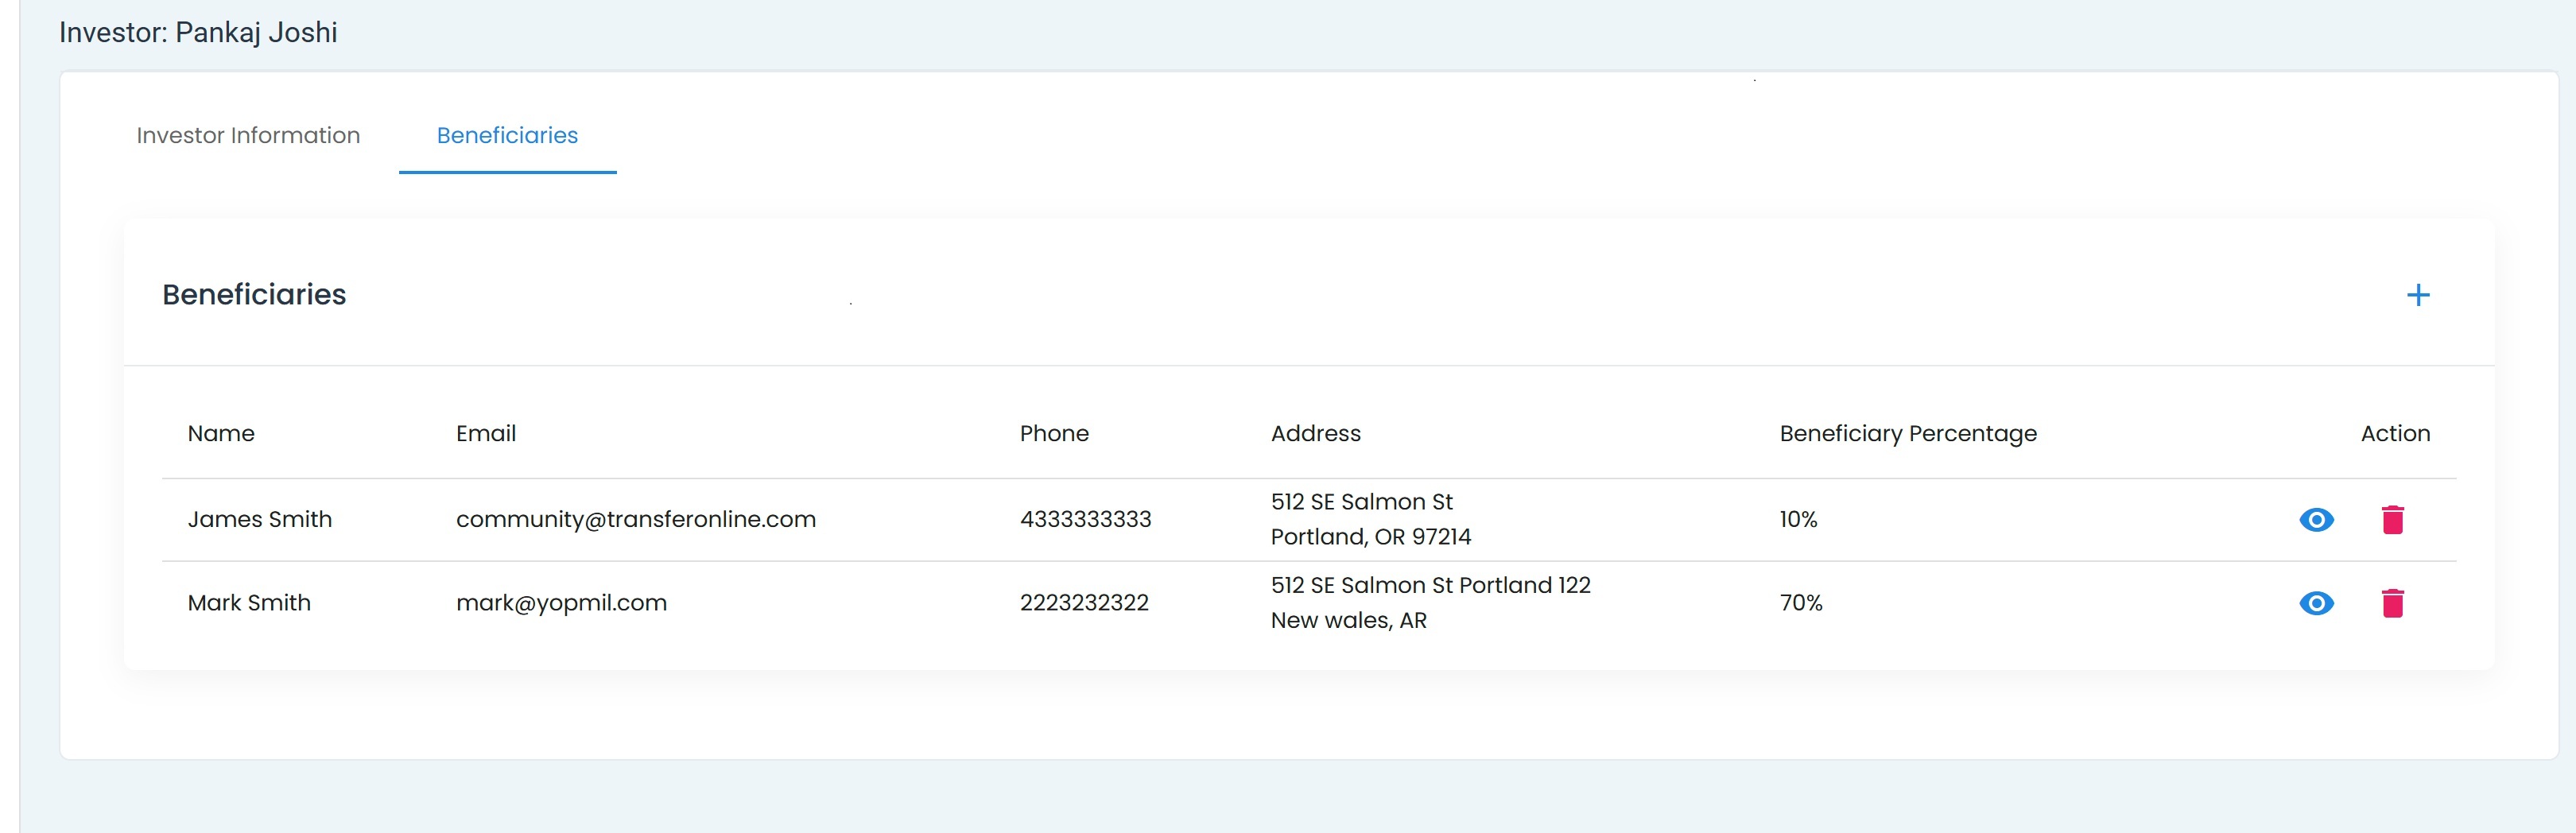 Investor: Pankaj Joshi
Investor Information
Beneficiaries
Beneficiaries
Name Email Phone Address Beneficiary Percentage Action
James Smith community@transferonline.com 4333333333 512 SE Salmon St 10%
Portland, OR 97214
Mark Smith mark@yopmil.com 2223232322 512 SE Salmon St Portland 122 70%
New wales, AR